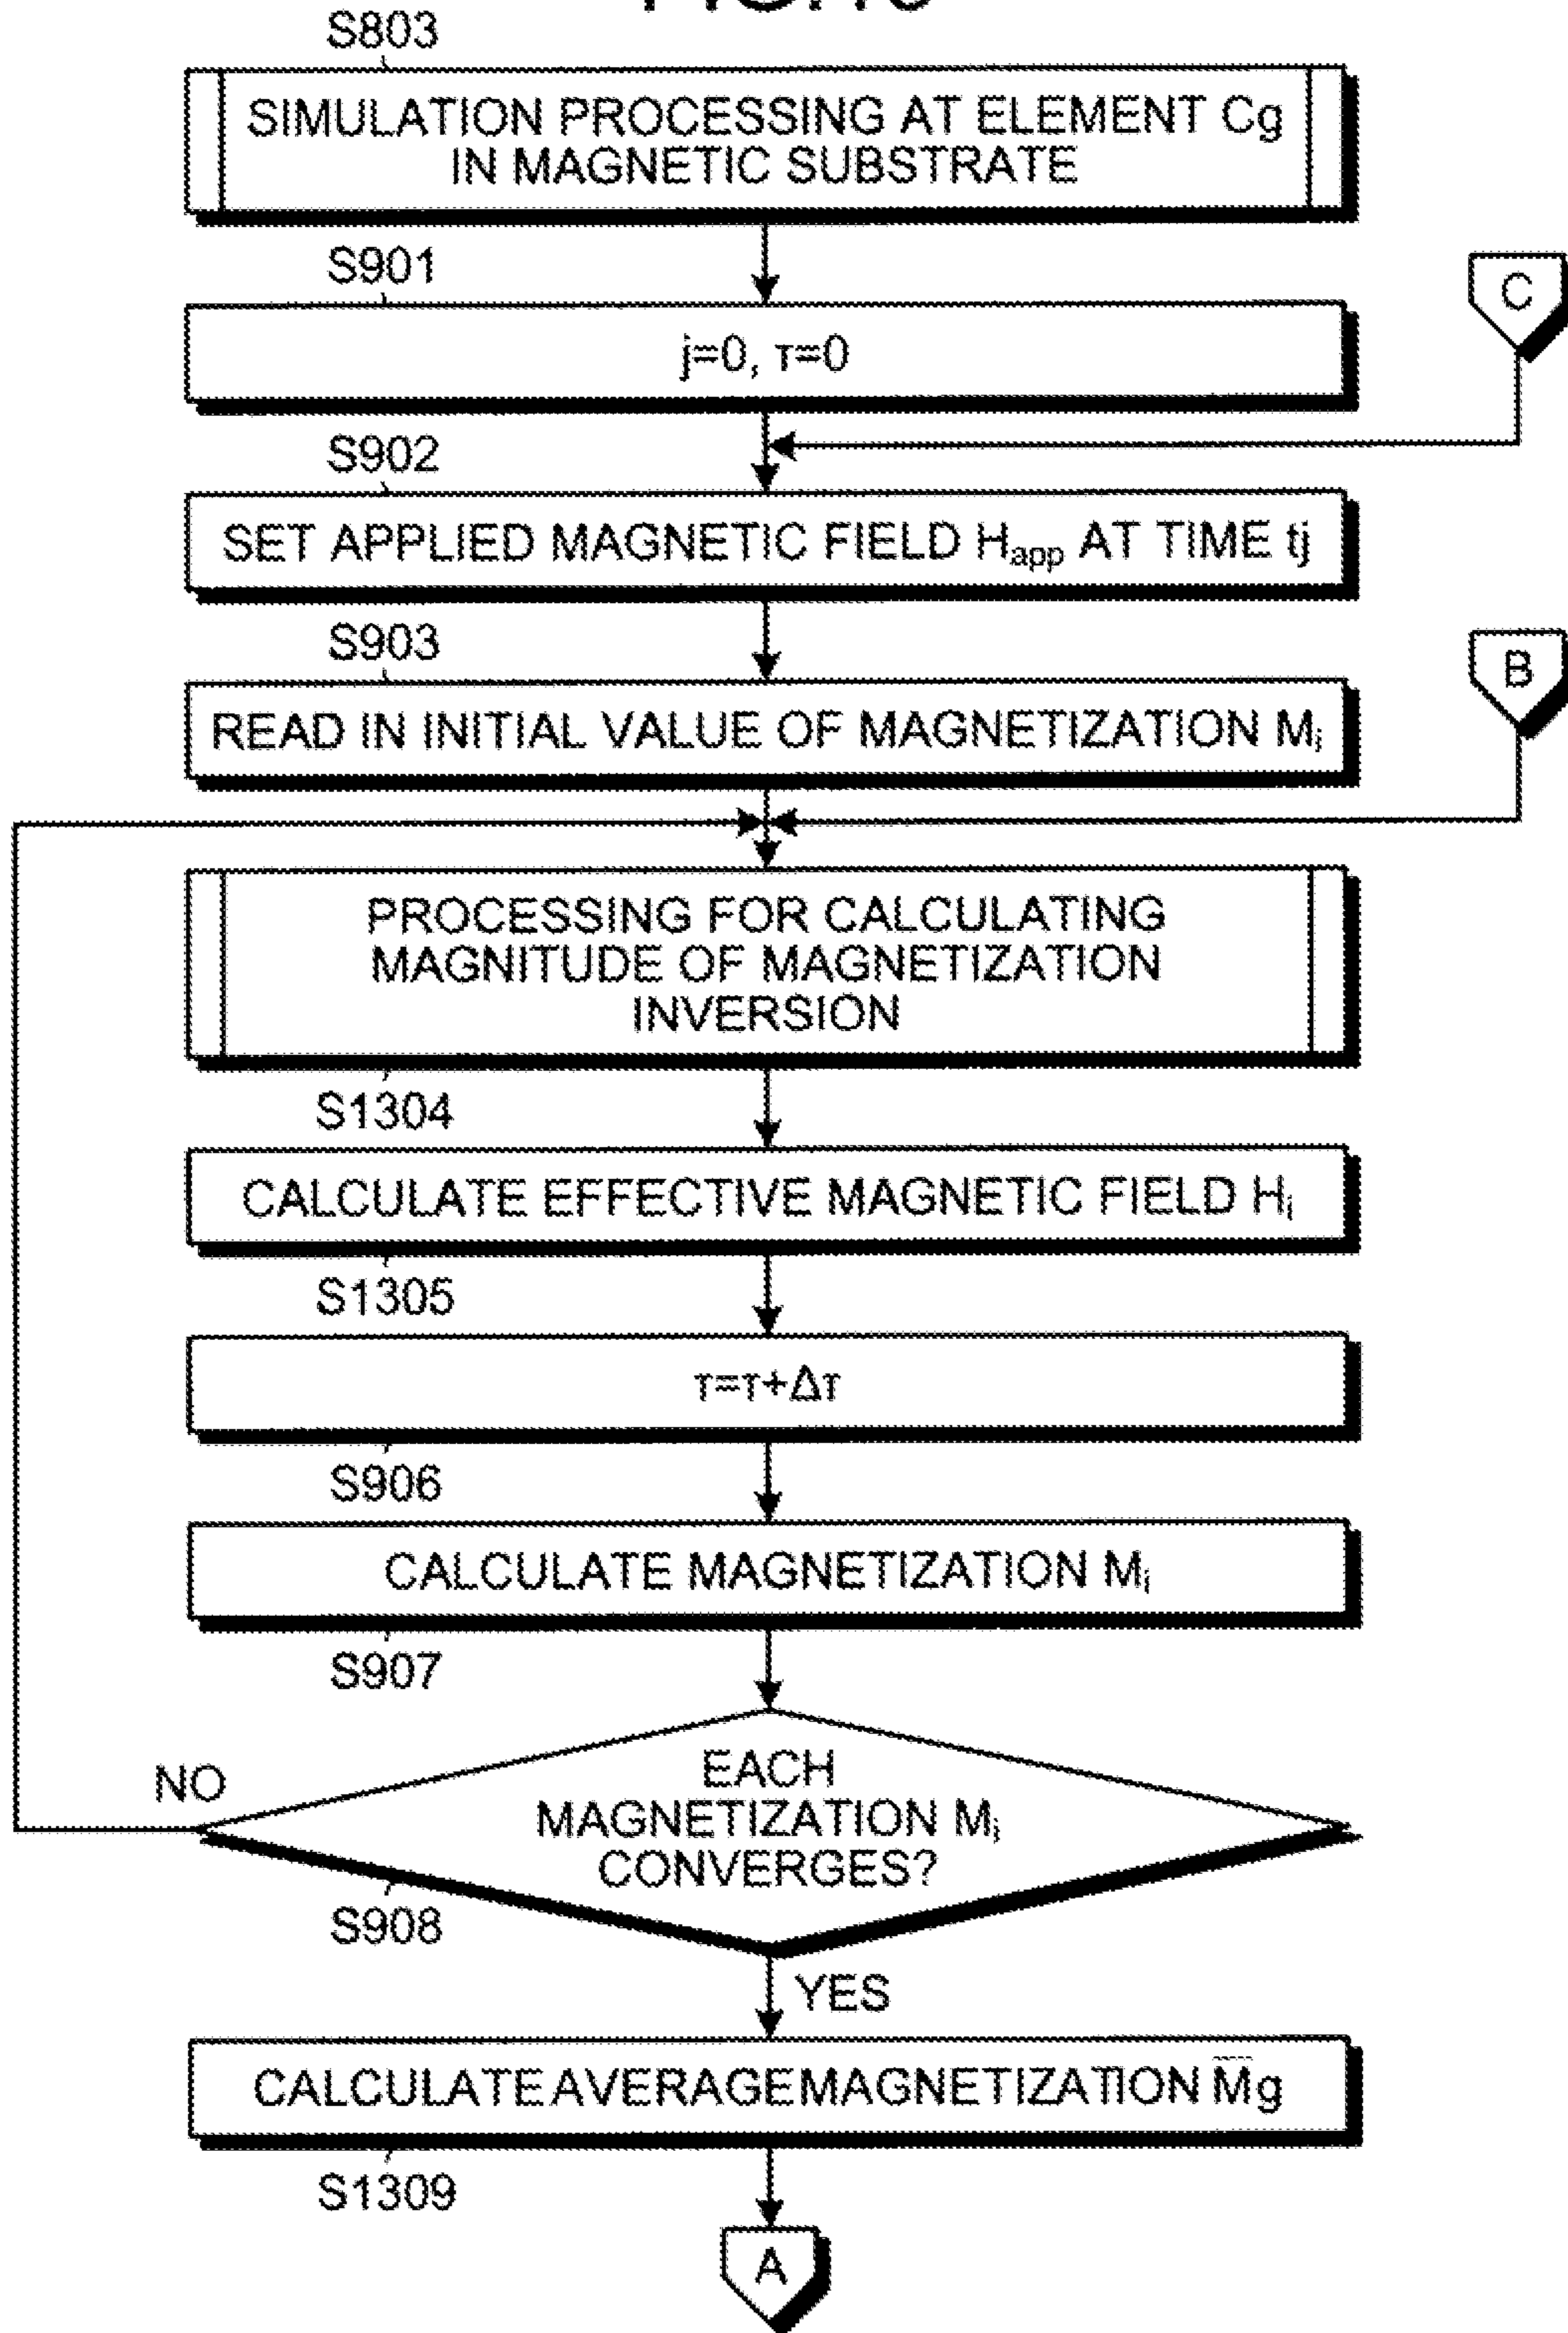 S803
SIMULATION PROCESSING AT ELEMENT Cg
IN MAGNETIC SUBSTRATE
S901
j=0, τ=0
C
S902
SET APPLIED MAGNETIC FIELD Happ AT TIME tj
S903
READ IN INITIAL VALUE OF MAGNETIZATION Mi
B
PROCESSING FOR CALCULATING
MAGNITUDE OF MAGNETIZATION
INVERSION
S1304
CALCULATE EFFECTIVE MAGNETIC FIELD Hi
S1305
τ=τ+Δτ
S906
CALCULATE MAGNETIZATION Mi
S907
EACH
MAGNETIZATION Mi
CONVERGES?
NO
S908
YES
CALCULATE AVERAGE MAGNETIZATION M̅g
S1309
A